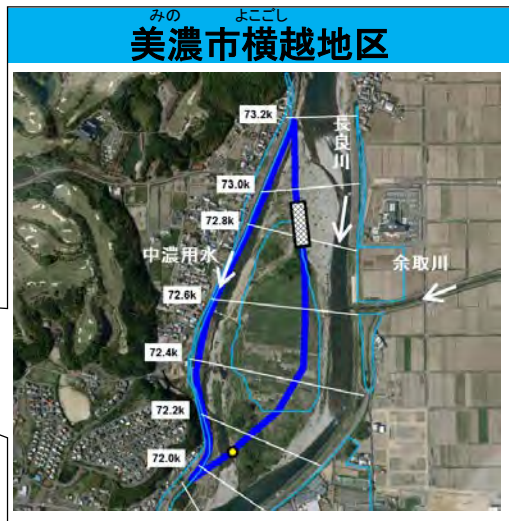 みの よこごし
美濃市横越地区
73.2k
長良川
73.0k
72.8k
中濃用水
余取川
72.6k
72.4k
72.2k
72.0k